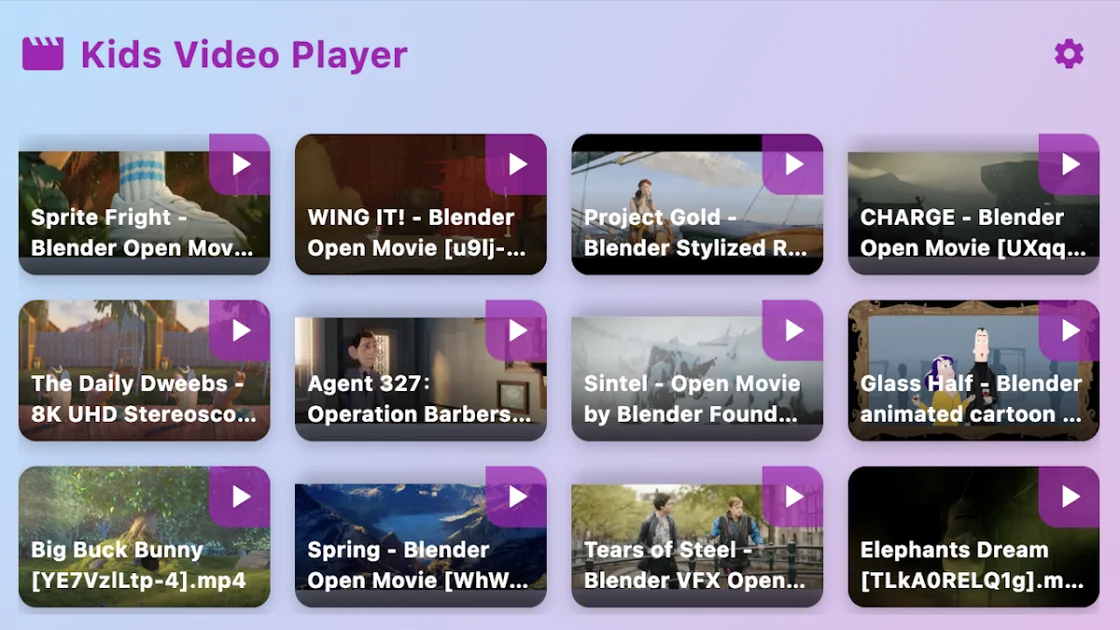 Kids Video Player
Sprite Fright -
Blender Open Mov...
WING IT! - Blender
Open Movie [u9lj-...
Project Gold -
Blender Stylized R...
CHARGE - Blender
Open Movie [UXqq...
The Daily Dweebs -
8K UHD Stereosco...
Agent 327:
Operation Barbers...
Sintel - Open Movie
by Blender Found...
Glass Half - Blender
animated cartoon ...
Big Buck Bunny
[YE7VzlLtp-4].mp4
Spring - Blender
Open Movie [WhW...
Tears of Steel -
Blender VFX Open...
Elephants Dream
[TLkA0RELQ1g].m...